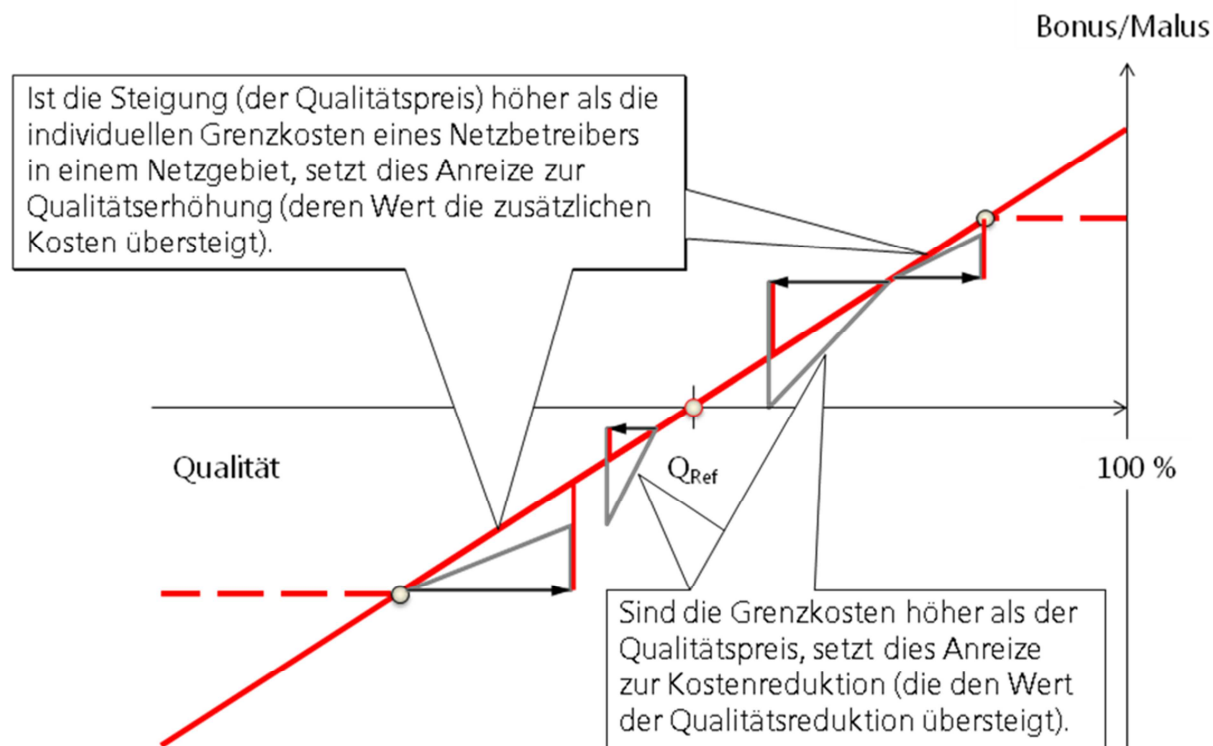 Bonus/Malus
Ist die Steigung (der Qualitätspreis) höher als die
individuellen Grenzkosten eines Netzbetreibers
in einem Netzgebiet, setzt dies Anreize zur
Qualitätserhöhung (deren Wert die zusätzlichen
Kosten übersteigt).
Qualität
QRef
100 %
Sind die Grenzkosten höher als der
Qualitätspreis, setzt dies Anreize
zur Kostenreduktion (die den Wert
der Qualitätsreduktion übersteigt).